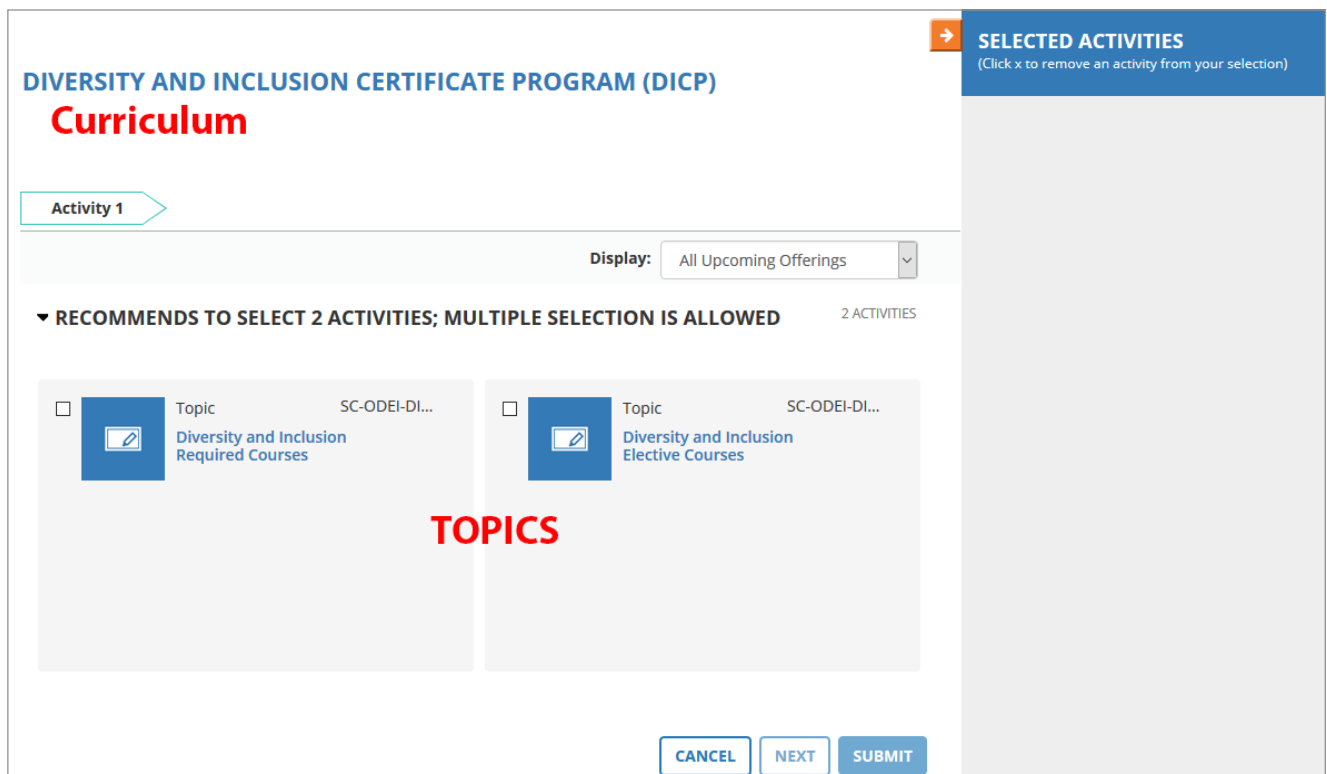 SELECTED ACTIVITIES
(Click x to remove an activity from your selection)
DIVERSITY AND INCLUSION CERTIFICATE PROGRAM (DICP)
Curriculum
Activity 1
Display: All Upcoming Offerings
RECOMMENDS TO SELECT 2 ACTIVITIES; MULTIPLE SELECTION IS ALLOWED 2 ACTIVITIES
Topic SC-ODEI-DI...
Diversity and Inclusion
Required Courses
Topic SC-ODEI-DI...
Diversity and Inclusion
Elective Courses
TOPICS
CANCEL NEXT SUBMIT